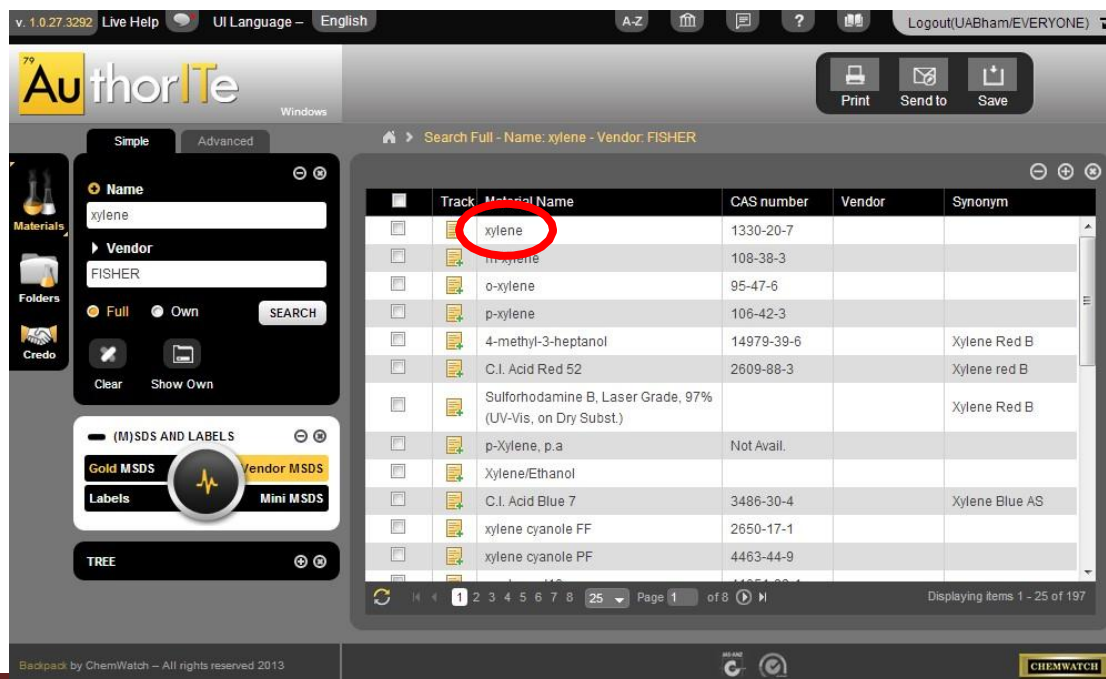 v. 1.0.27.3292 Live Help UI Language – English A-Z ? Logout(UABham/EVERYONE)
79
AuthorITe
Windows
Print Send to Save
Simple Advanced
Search Full - Name: xylene - Vendor: FISHER
Materials
Folders
Credo
Name
xylene
Vendor
FISHER
Full Own SEARCH
Clear Show Own
(M)SDS AND LABELS
Gold MSDS Vendor MSDS
Labels Mini MSDS
TREE
Track Material Name CAS number Vendor Synonym
xylene 1330-20-7
m-xylene 108-38-3
o-xylene 95-47-6
p-xylene 106-42-3
4-methyl-3-heptanol 14979-39-6 Xylene Red B
C.I. Acid Red 52 2609-88-3 Xylene red B
Sulforhodamine B, Laser Grade, 97%
(UV-Vis, on Dry Subst.) Xylene Red B
p-Xylene, p.a Not Avail.
Xylene/Ethanol
C.I. Acid Blue 7 3486-30-4 Xylene Blue AS
xylene cyanole FF 2650-17-1
xylene cyanole PF 4463-44-9
1 2 3 4 5 6 7 8 25 Page 1 of 8 Displaying items 1 - 25 of 197
Backpack by ChemWatch – All rights reserved 2013
CHEMWATCH